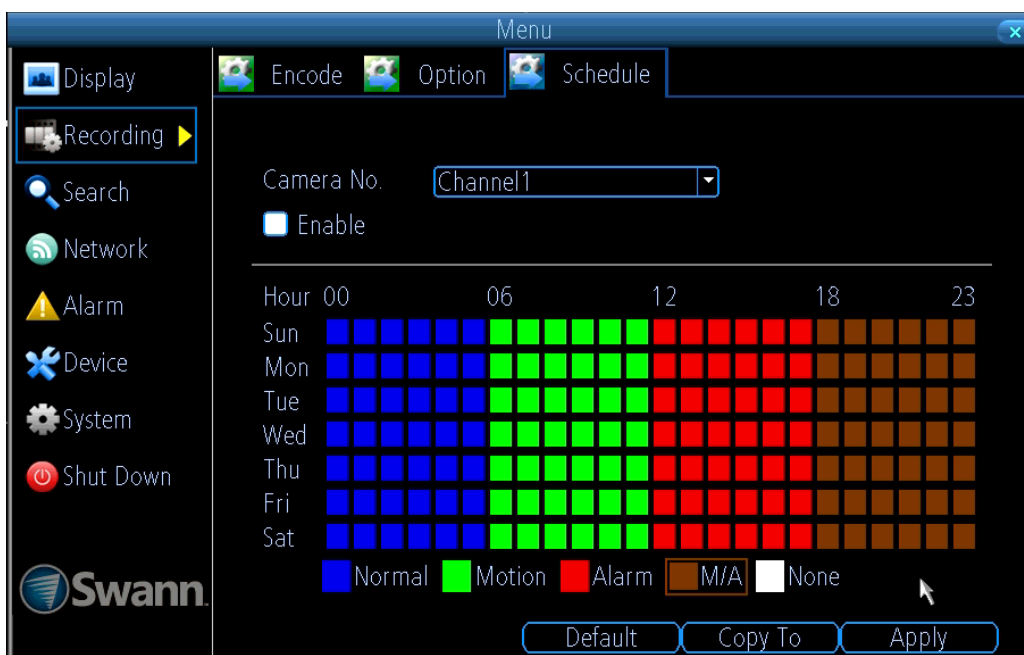 Menu
Display
Recording
Search
Network
Alarm
Device
System
Shut Down
Swann
Encode Option Schedule
Camera No. Channel1
Enable
Hour 00 06 12 18 23
Sun
Mon
Tue
Wed
Thu
Fri
Sat
Normal Motion Alarm M/A None
Default Copy To Apply